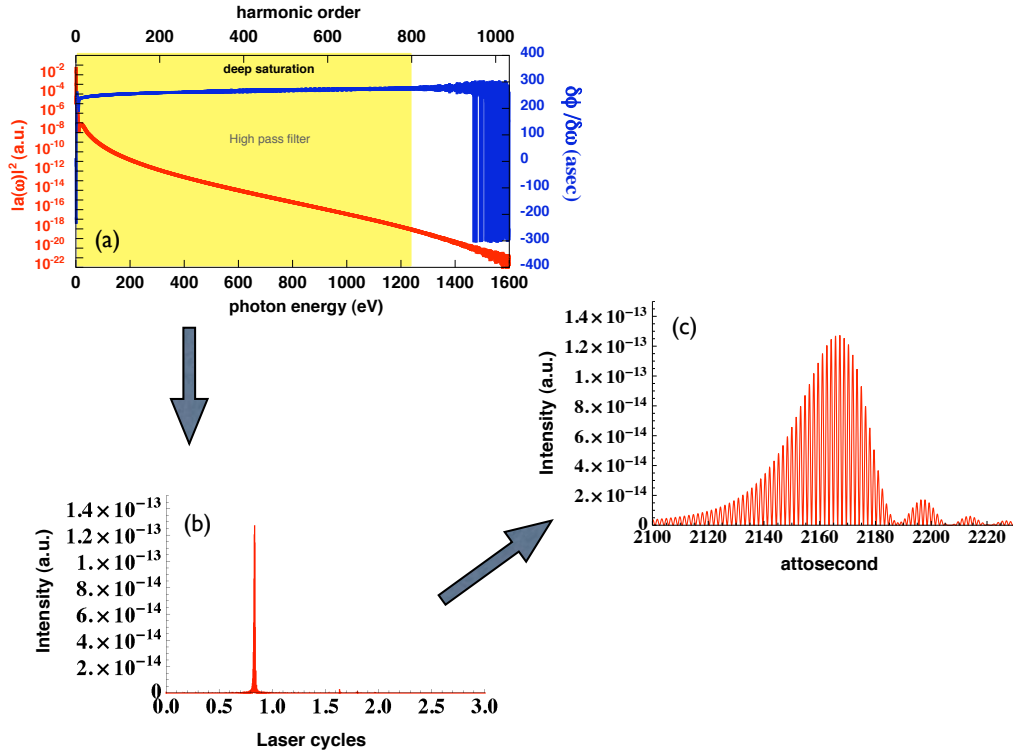 harmonic order
0 200 400 600 800 1000
deep saturation
High pass filter
(a)
|a(ω)|² (a.u.)
10⁻²
10⁻⁴
10⁻⁶
10⁻⁸
10⁻¹⁰
10⁻¹²
10⁻¹⁴
10⁻¹⁶
10⁻¹⁸
10⁻²⁰
10⁻²²
400
300
200
100
0
-100
-200
-300
-400
δϕ/δω (asec)
0 200 400 600 800 1000 1200 1400 1600
photon energy (eV)
(c)
Intensity (a.u.)
1.4×10⁻¹³
1.2×10⁻¹³
1.×10⁻¹³
8.×10⁻¹⁴
6.×10⁻¹⁴
4.×10⁻¹⁴
2.×10⁻¹⁴
0
2100 2120 2140 2160 2180 2200 2220
attosecond
(b)
Intensity (a.u.)
1.4×10⁻¹³
1.2×10⁻¹³
1.×10⁻¹³
8.×10⁻¹⁴
6.×10⁻¹⁴
4.×10⁻¹⁴
2.×10⁻¹⁴
0
0.0 0.5 1.0 1.5 2.0 2.5 3.0
Laser cycles